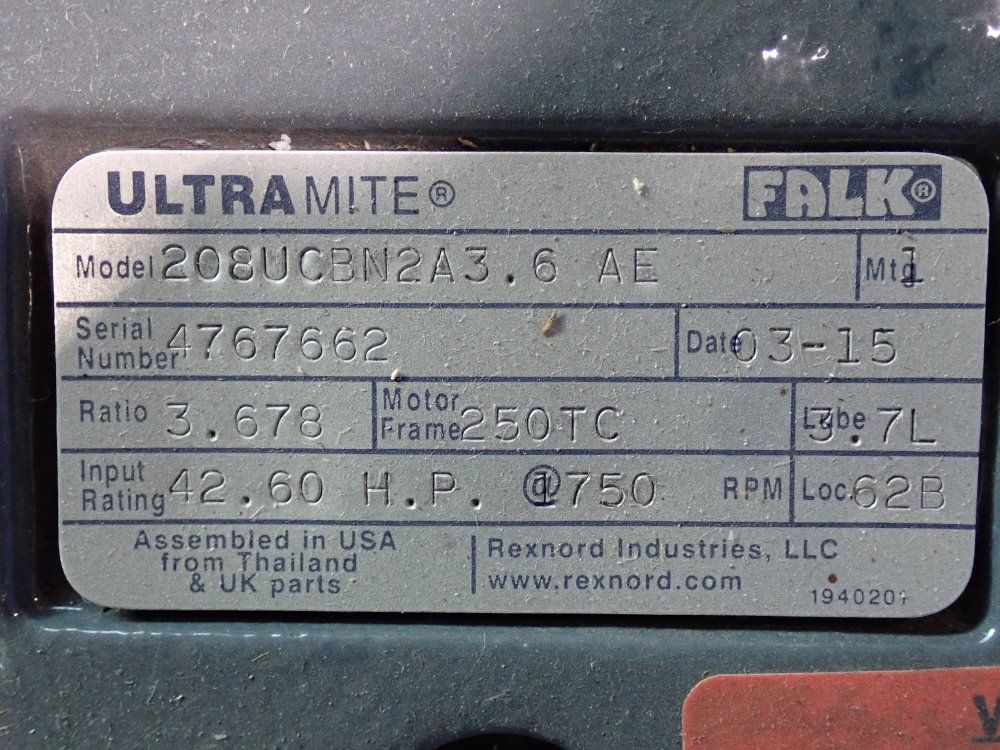 ULTRAMITE® FALK®
Model 208UCBN2A3.6 AE Mtg 1
Serial Number 4767662 Date 03-15
Ratio 3.678 Motor Frame 250TC Lube 3.7L
Input Rating 42.60 H.P. @1750 RPM Loc. 62B
Assembled in USA
from Thailand
& UK parts
Rexnord Industries, LLC
www.rexnord.com